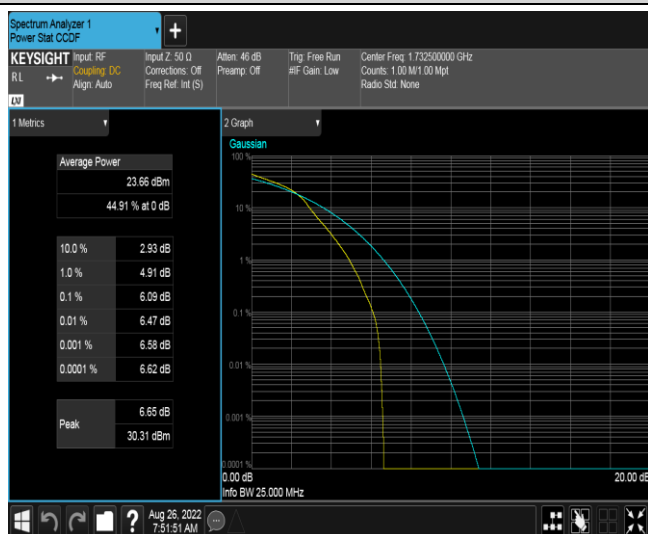 Spectrum Analyzer 1
Power Stat CCDF
+
KEYSIGHT
RL
LXI
Input: RF
Coupling: DC
Align: Auto
Input Z: 50 Ω
Corrections: Off
Freq Ref: Int (S)
Atten: 46 dB
Preamp: Off
Trig: Free Run
#IF Gain: Low
Center Freq: 1.732500000 GHz
Counts: 1.00 M/1.00 Mpt
Radio Std: None
1 Metrics
Average Power
23.66 dBm
44.91 % at 0 dB
10.0 % 2.93 dB
1.0 % 4.91 dB
0.1 % 6.09 dB
0.01 % 6.47 dB
0.001 % 6.58 dB
0.0001 % 6.62 dB
Peak
6.65 dB
30.31 dBm
2 Graph
Gaussian
100 %
10 %
1 %
0.1 %
0.01 %
0.001 %
0.0001 %
0.00 dB 20.00 dB
Info BW 25.000 MHz
?
Aug 26, 2022
7:51:51 AM